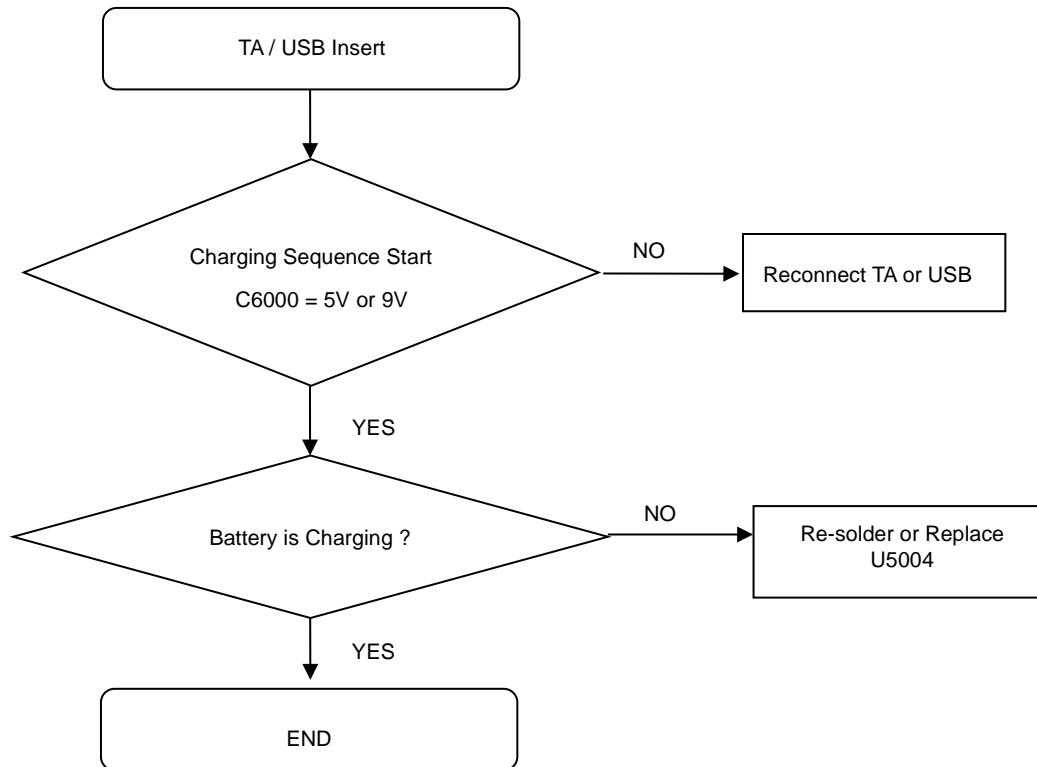 TA / USB Insert
Charging Sequence Start
C6000 = 5V or 9V
NO
Reconnect TA or USB
YES
Battery is Charging ?
NO
Re-solder or Replace
U5004
YES
END